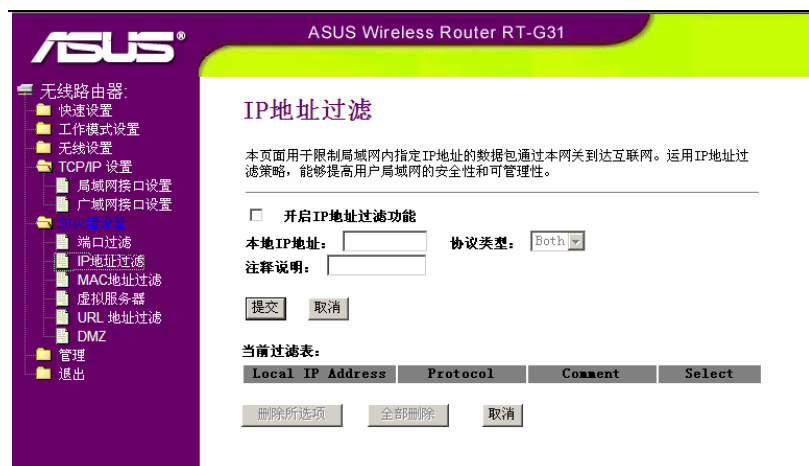 ASUS Wireless Router RT-G31
ASUS®
无线路由器:
快速设置
工作模式设置
无线设置
TCP/IP 设置
局域网接口设置
广域网接口设置
防火墙设置
端口过滤
IP地址过滤
MAC地址过滤
虚拟服务器
URL 地址过滤
DMZ
管理
退出
IP地址过滤
本页面用于限制局域网内指定IP地址的数据包通过本网关到达互联网。运用IP地址过
滤策略，能够提高用户局域网的安全性和可管理性。
开启IP地址过滤功能
本地IP地址： 协议类型： Both
注释说明：
提交 取消
当前过滤表：
Local IP Address Protocol Comment Select
删除所选项 全部删除 取消